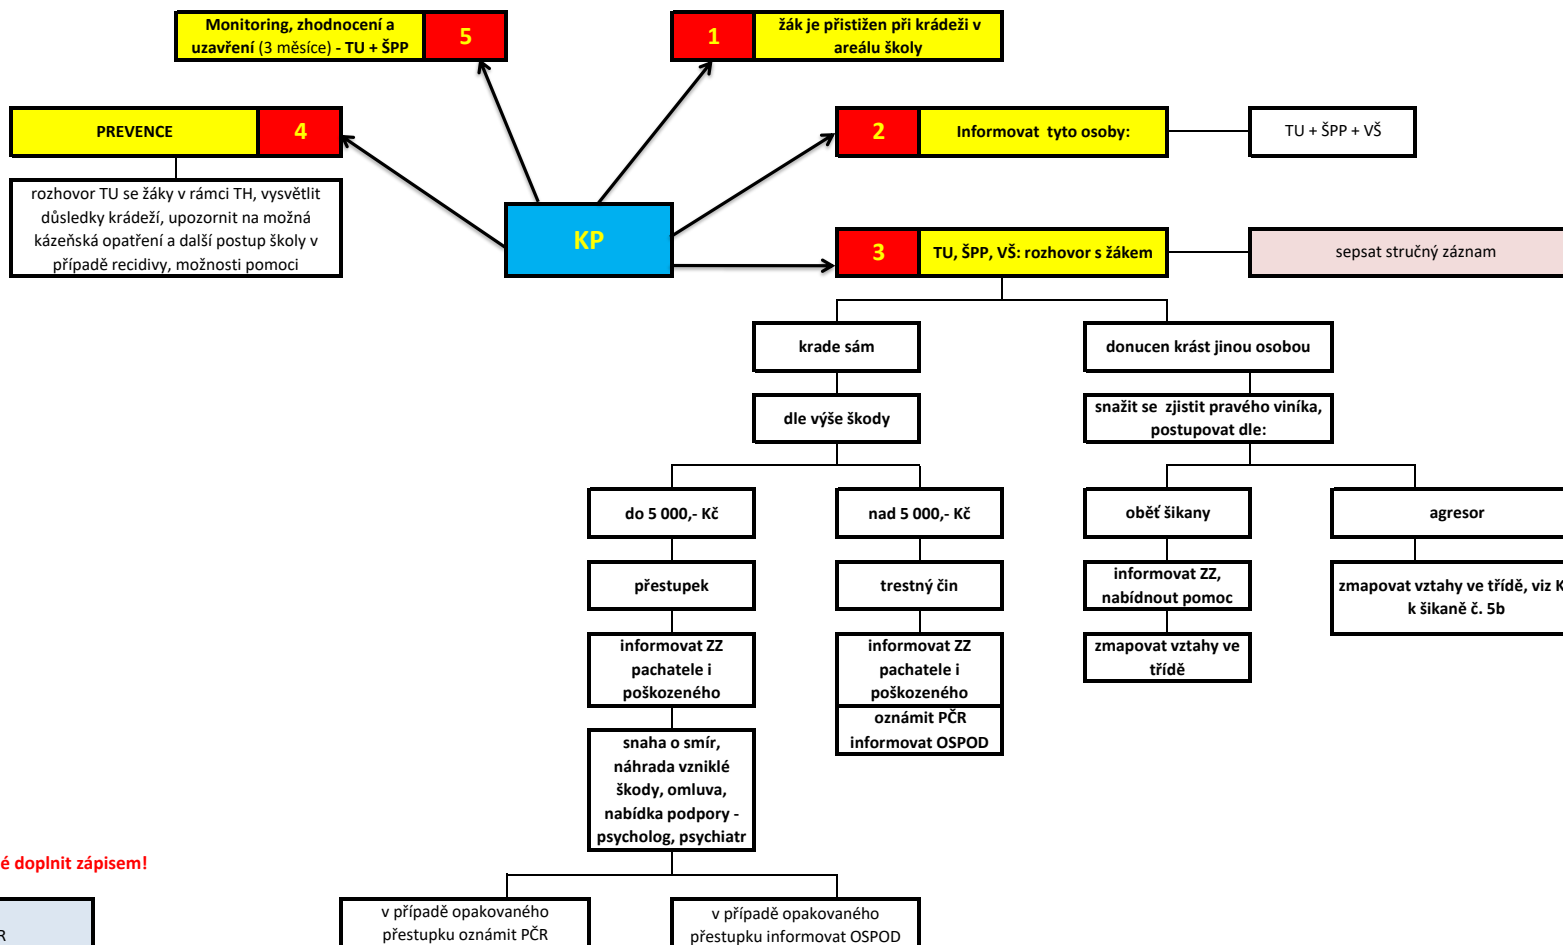 Monitoring, zhodnocení a
uzavření (3 měsíce) - TU + ŠPP
5
1
žák je přistižen při krádeži v
areálu školy
PREVENCE
4
2
Informovat tyto osoby:
TU + ŠPP + VŠ
rozhovor TU se žáky v rámci TH, vysvětlit
důsledky krádeží, upozornit na možná
kázeňská opatření a další postup školy v
případě recidivy, možnosti pomoci
KP
3
TU, ŠPP, VŠ: rozhovor s žákem
sepsat stručný záznam
krade sám
donucen krást jinou osobou
dle výše škody
snažit se zjistit pravého viníka,
postupovat dle:
do 5 000,- Kč
nad 5 000,- Kč
oběť šikany
agresor
přestupek
trestný čin
informovat ZZ,
nabídnout pomoc
zmapovat vztahy ve třídě, viz K
k šikaně č. 5b
informovat ZZ
pachatele i
poškozeného
informovat ZZ
pachatele i
poškozeného
zmapovat vztahy ve
třídě
oznámit PČR
informovat OSPOD
snaha o smír,
náhrada vzniklé
škody, omluva,
nabídka podpory -
psycholog, psychiatr
é doplnit zápisem!
R
v případě opakovaného
přestupku oznámit PČR
v případě opakovaného
přestupku informovat OSPOD